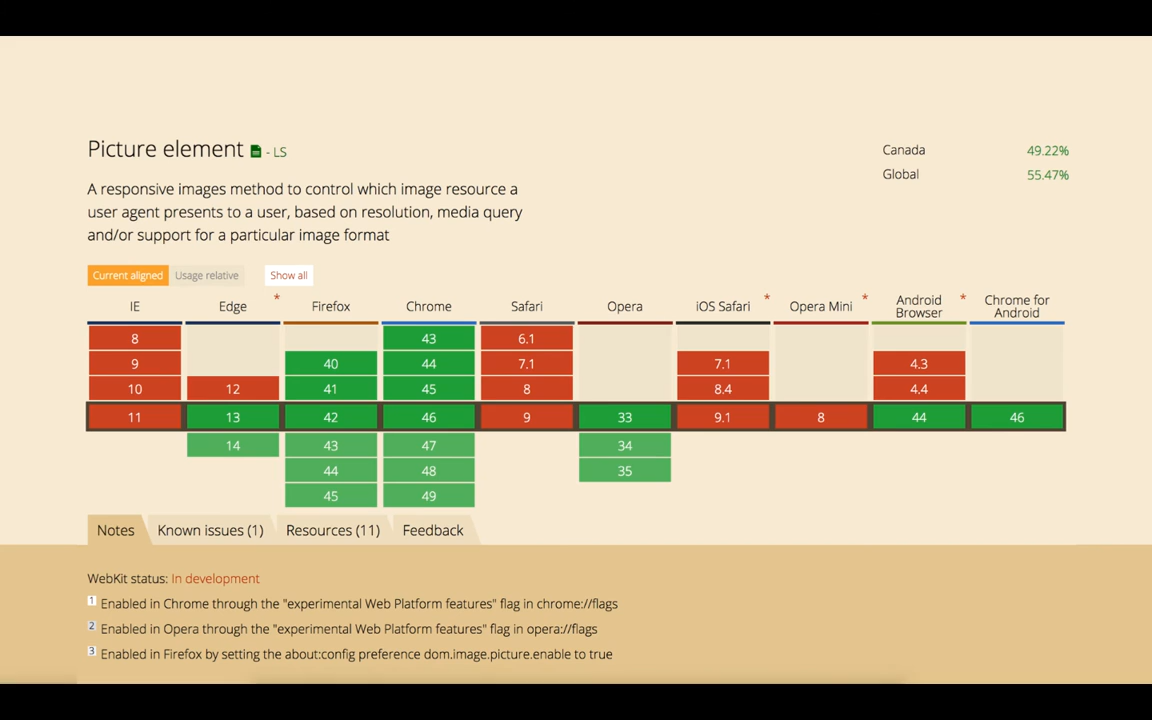 Picture element - LS
Canada 49.22%
Global 55.47%
A responsive images method to control which image resource a
user agent presents to a user, based on resolution, media query
and/or support for a particular image format
Current aligned Usage relative Show all
IE Edge * Firefox Chrome Safari Opera iOS Safari * Opera Mini * Android Browser * Chrome for Android
8 43 6.1
9 40 44 7.1 7.1 4.3
10 12 41 45 8 8.4 4.4
11 13 42 46 9 33 9.1 8 44 46
14 43 47 34
44 48 35
45 49
Notes Known issues (1) Resources (11) Feedback
WebKit status: In development
1 Enabled in Chrome through the "experimental Web Platform features" flag in chrome://flags
2 Enabled in Opera through the "experimental Web Platform features" flag in opera://flags
3 Enabled in Firefox by setting the about:config preference dom.image.picture.enable to true